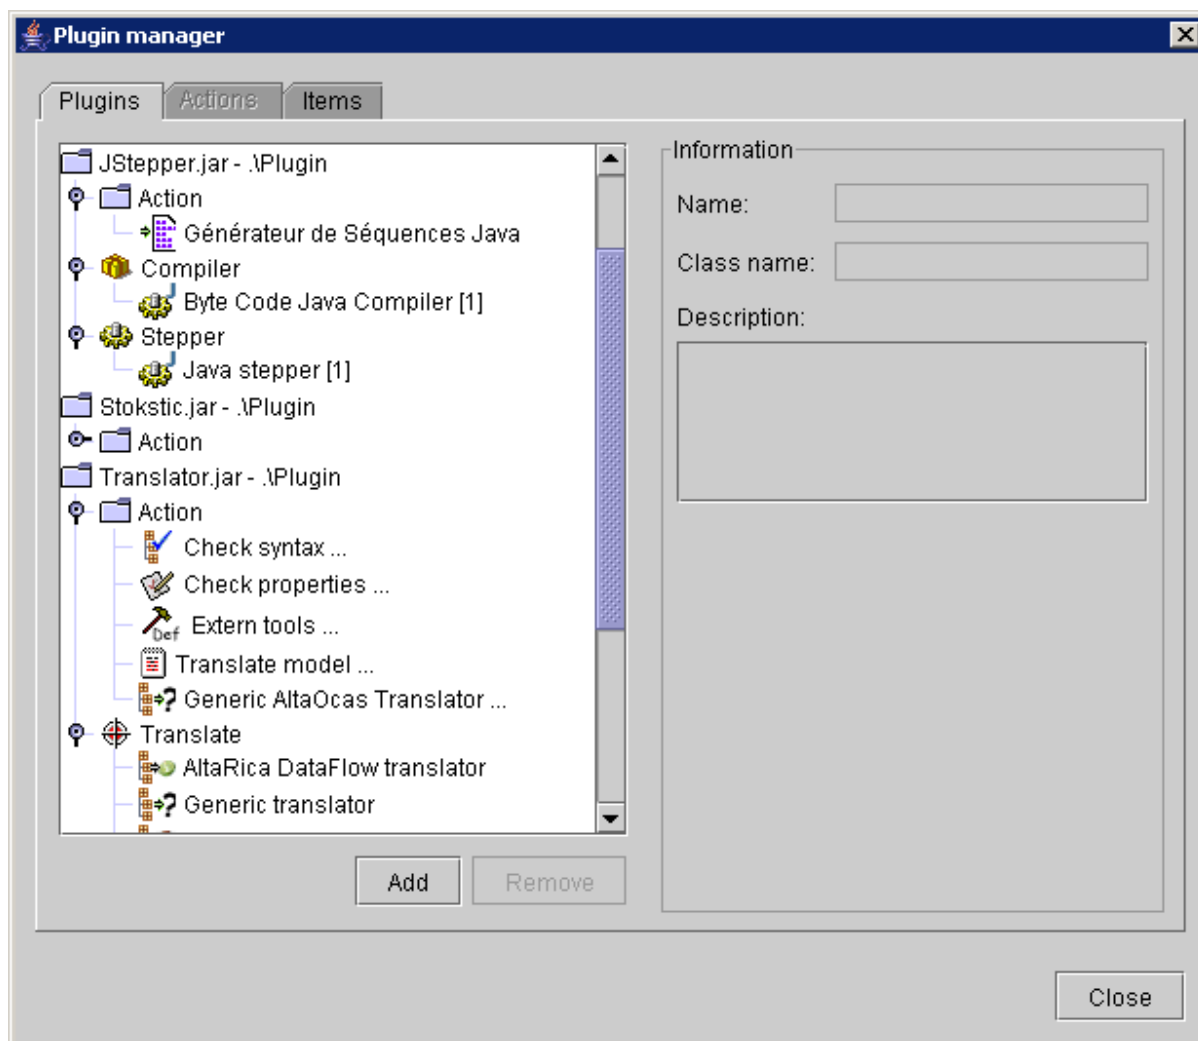 Plugin manager
Plugins Actions Items
JStepper.jar - .\Plugin
Action
Générateur de Séquences Java
Compiler
Byte Code Java Compiler [1]
Stepper
Java stepper [1]
Stokstic.jar - .\Plugin
Action
Translator.jar - .\Plugin
Action
Check syntax ...
Check properties ...
Def Extern tools ...
Translate model ...
Generic AltaOcas Translator ...
Translate
AltaRica DataFlow translator
Generic translator
Add Remove
Information
Name:
Class name:
Description:
Close